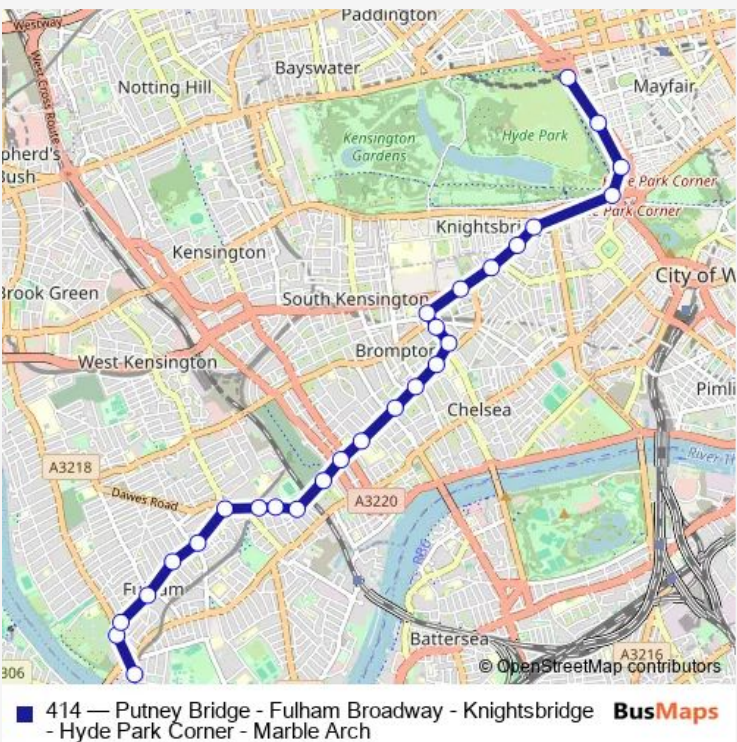 Paddington
Westway
West Cross Route
Bayswater
Notting Hill
Mayfair
Kensington
Gardens
Hyde Park
pherd's
Bush
e Park Corner
Park Corner
Knightsbri
Kensington
City of W
Brook Green
South Kensington
Brompton
West Kensington
Pimli
Chelsea
A3218
River Th
Dawes Road
A3220
BBG
Fulham
Battersea
A3216
306
© OpenStreetMap contributors
414 — Putney Bridge - Fulham Broadway - Knightsbridge
- Hyde Park Corner - Marble Arch
BusMaps